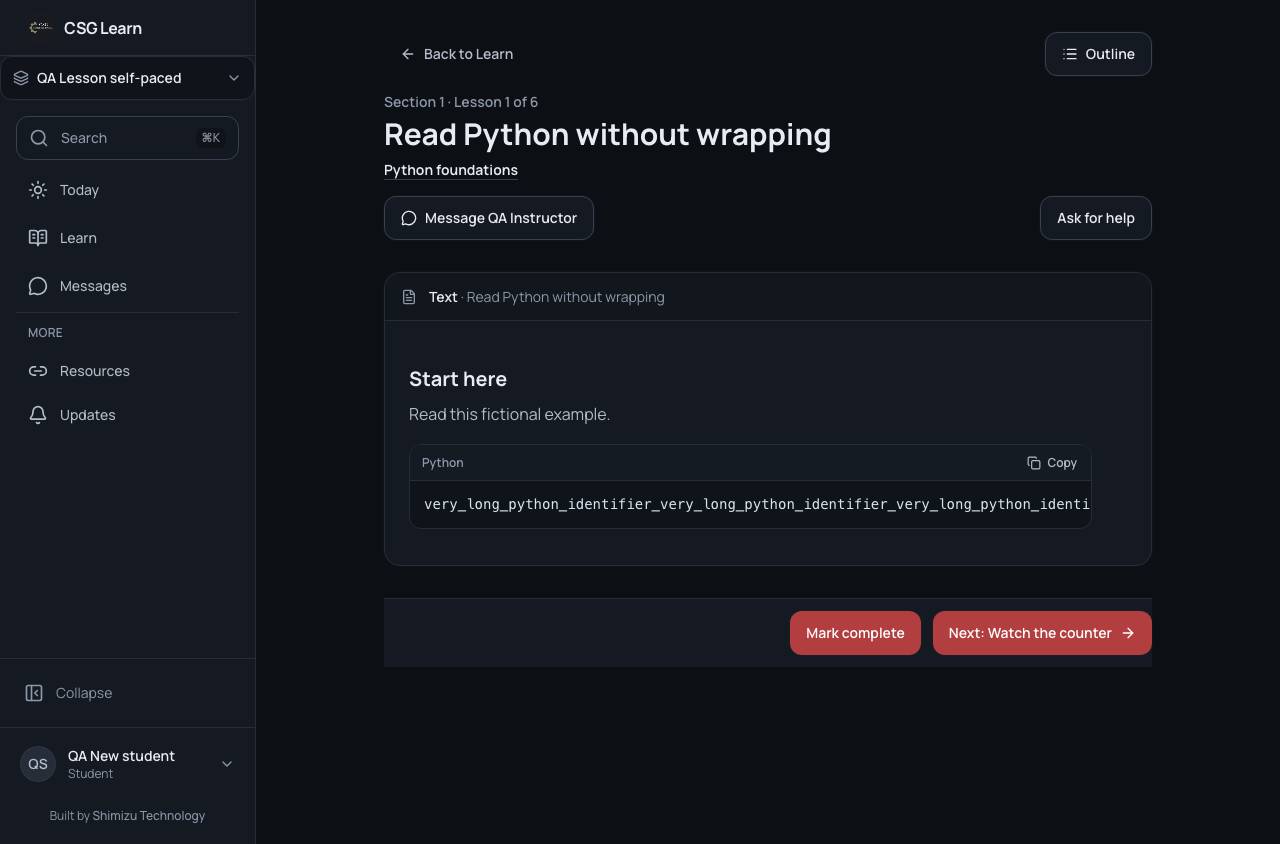 CSG Learn
QA Lesson self-paced
Search ⌘K
Today
Learn
Messages
MORE
Resources
Updates
Collapse
QS
QA New student
Student
Built by Shimizu Technology
Back to Learn
Outline
Section 1 · Lesson 1 of 6
Read Python without wrapping
Python foundations
Message QA Instructor
Ask for help
Text · Read Python without wrapping
Start here
Read this fictional example.
Python
Copy
very_long_python_identifier_very_long_python_identifier_very_long_python_identi
Mark complete
Next: Watch the counter